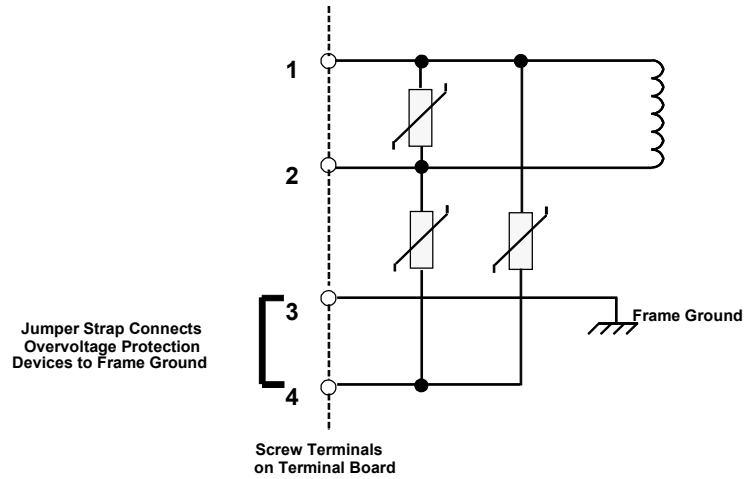 1
2
3
Frame Ground
Jumper Strap Connects
Overvoltage Protection
Devices to Frame Ground
4
Screw Terminals
on Terminal Board